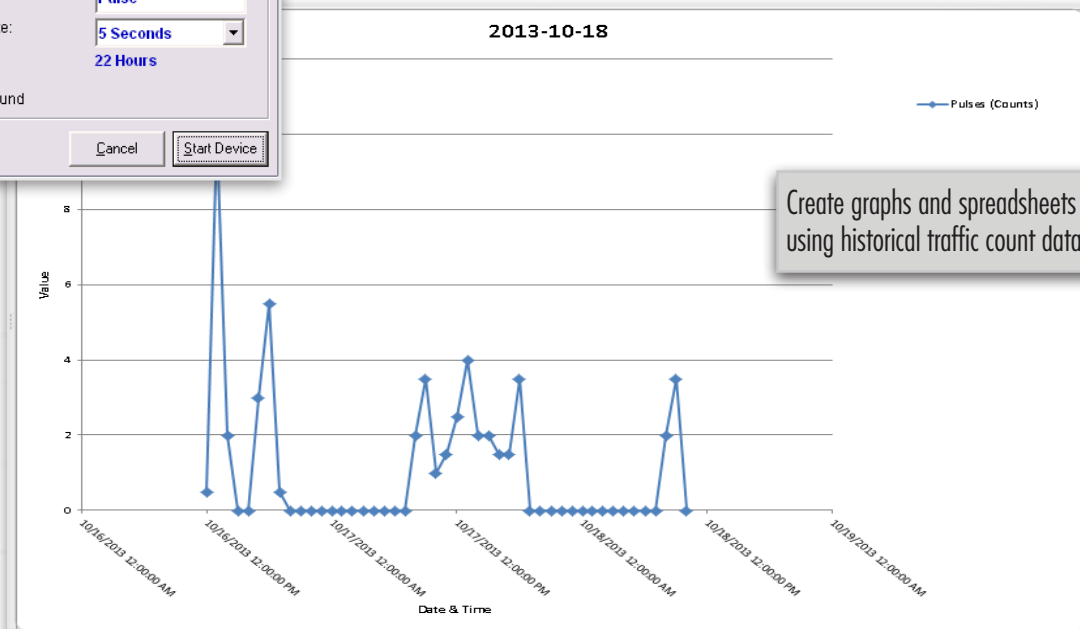 Pulse
5 Seconds
22 Hours
Cancel
Start Device
2013-10-18
Pulses (Counts)
Create graphs and spreadsheets
using historical traffic count data
Value
8
6
4
2
0
10/16/2013 12:00:00 AM
10/16/2013 12:00:00 PM
10/17/2013 12:00:00 AM
10/17/2013 12:00:00 PM
10/18/2013 12:00:00 AM
10/18/2013 12:00:00 PM
10/19/2013 12:00:00 AM
Date & Time